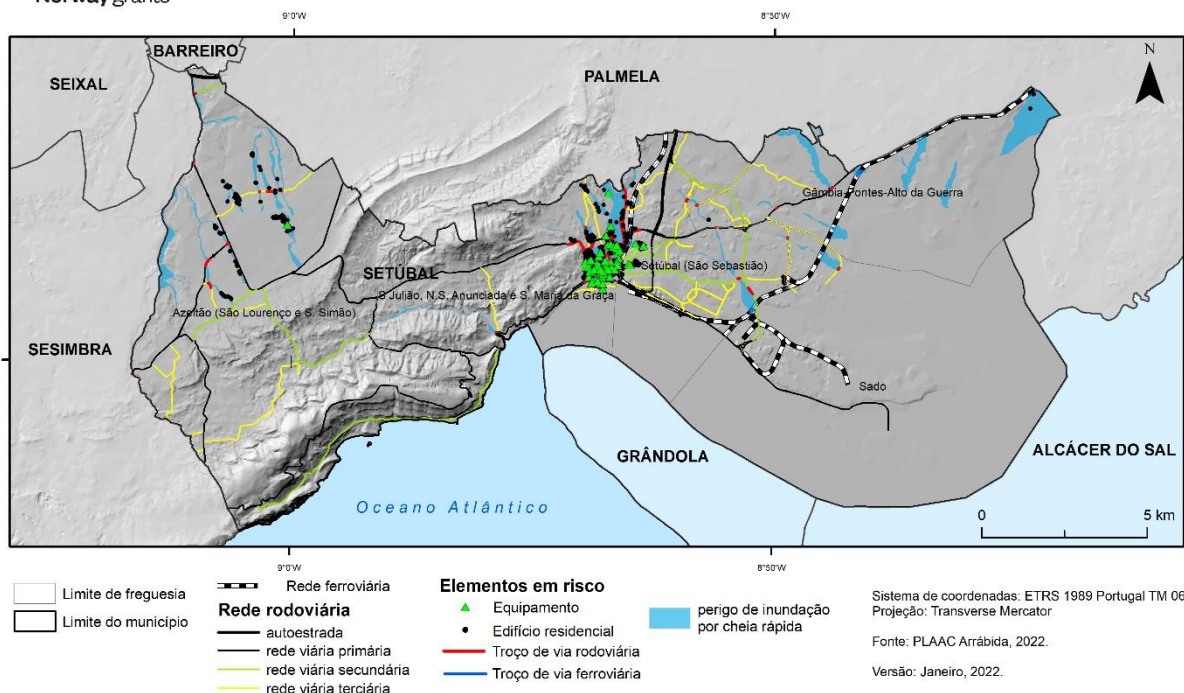 Norway grants
9°0'W
8°50'W
BARREIRO
SEIXAL
PALMELA
N
Gâmbia-Pontes-Alto da Guerra
SETÚBAL
Setúbal (São Sebastião)
S Julião, N.S. Anunciada e S. Maria da Graça
Azeitão (São Lourenço e S. Simão)
SESIMBRA
Sado
GRÂNDOLA
ALCÁCER DO SAL
Oceano Atlântico
0 5 km
9°0'W
8°50'W
Limite de freguesia
Limite do município
Rede ferroviária
Rede rodoviária
autoestrada
rede viária primária
rede viária secundária
rede viária terciária
Elementos em risco
Equipamento
Edifício residencial
Troço de via rodoviária
Troço de via ferroviária
perigo de inundação
por cheia rápida
Sistema de coordenadas: ETRS 1989 Portugal TM 06
Projeção: Transverse Mercator
Fonte: PLAAC Arrábida, 2022.
Versão: Janeiro, 2022.